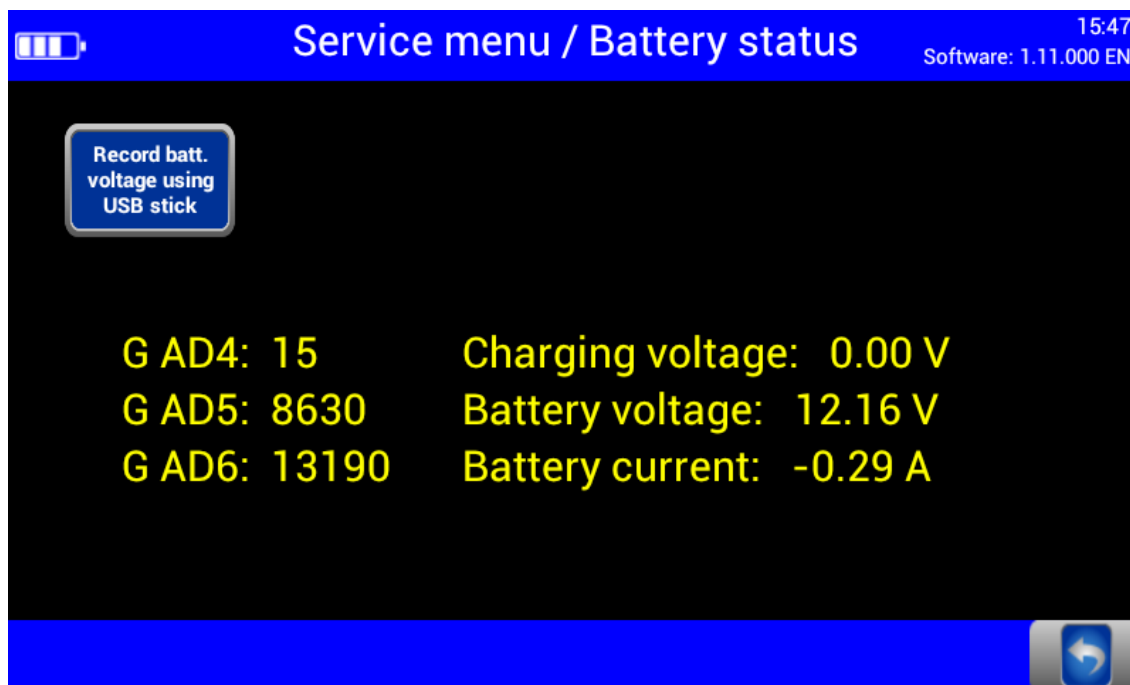 Service menu / Battery status
15:47
Software: 1.11.000 EN
Record batt.
voltage using
USB stick
G AD4: 15 Charging voltage: 0.00 V
G AD5: 8630 Battery voltage: 12.16 V
G AD6: 13190 Battery current: -0.29 A